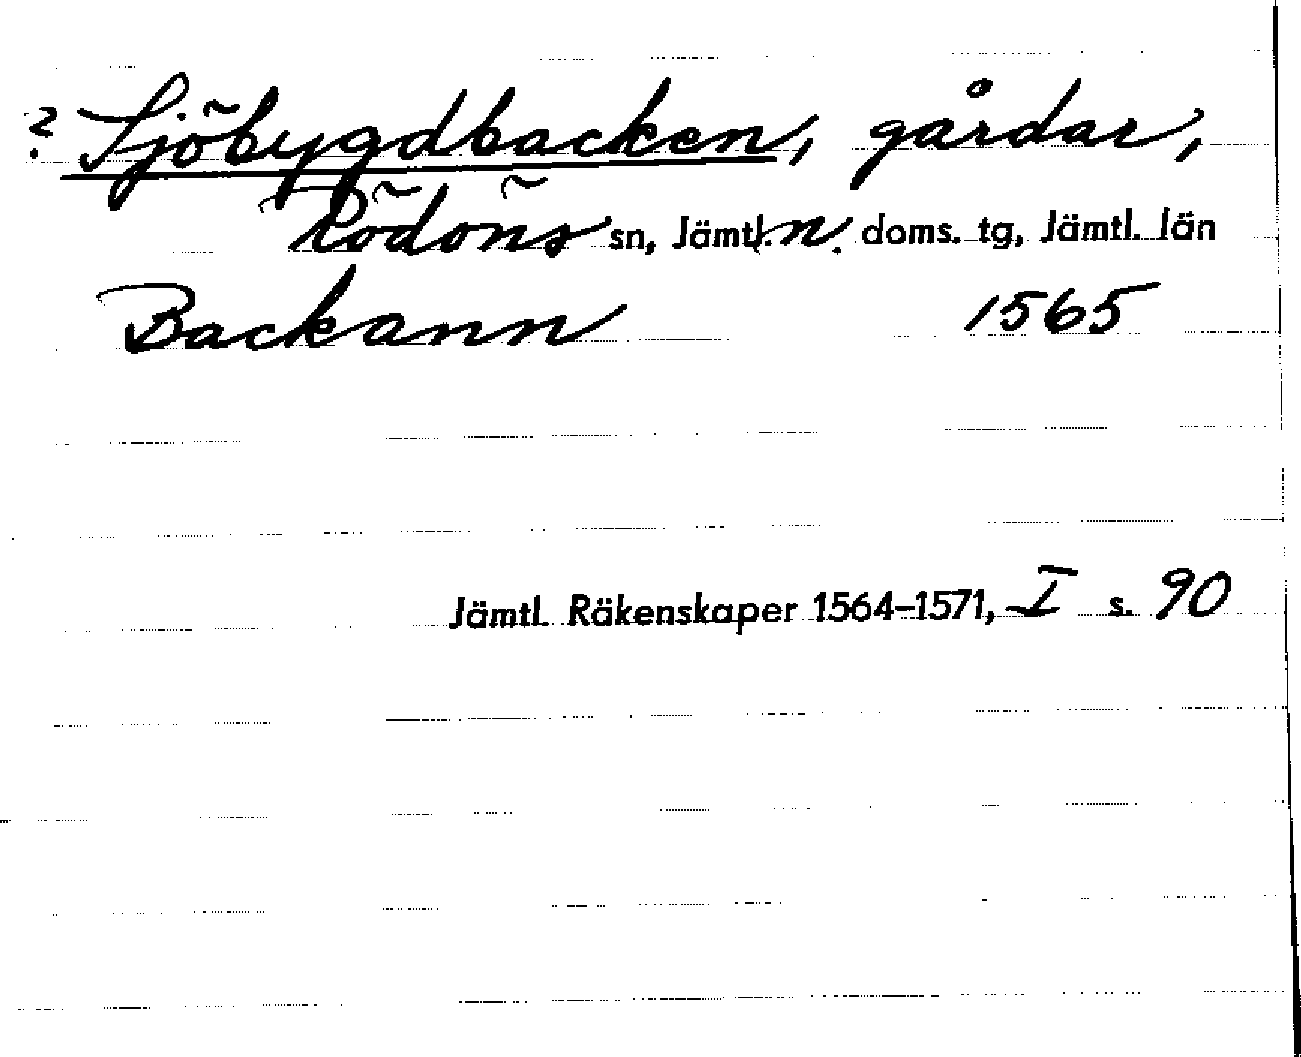 ? Sjöbygdbacken, gårdar,
Rödöns sn, Jämtl. n. doms. tg, Jämtl. län
Backann 1565
Jämtl. Räkenskaper 1564-1571, I s. 90